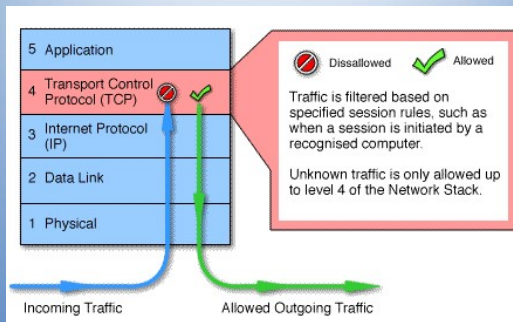 5 Application
4 Transport Control
Protocol (TCP)
3 Internet Protocol
(IP)
2 Data Link
1 Physical
Incoming Traffic
Allowed Outgoing Traffic
Dissallowed
Allowed
Traffic is filtered based on
specified session rules, such as
when a session is initiated by a
recognised computer.
Unknown traffic is only allowed up
to level 4 of the Network Stack.